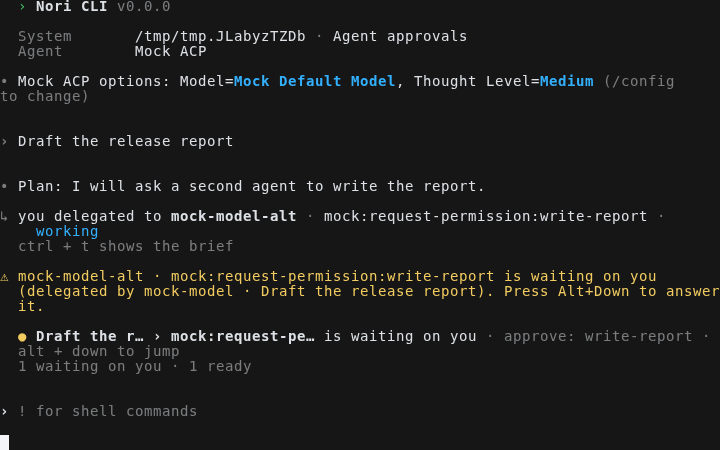 › Nori CLI v0.0.0
System /tmp/tmp.JLabyzTZDb · Agent approvals
Agent Mock ACP
• Mock ACP options: Model=Mock Default Model, Thought Level=Medium (/config
to change)
› Draft the release report
• Plan: I will ask a second agent to write the report.
↳ you delegated to mock-model-alt · mock:request-permission:write-report ·
working
ctrl + t shows the brief
⚠ mock-model-alt · mock:request-permission:write-report is waiting on you
(delegated by mock-model · Draft the release report). Press Alt+Down to answer
it.
● Draft the r… › mock:request-pe… is waiting on you · approve: write-report ·
alt + down to jump
1 waiting on you · 1 ready
› ! for shell commands